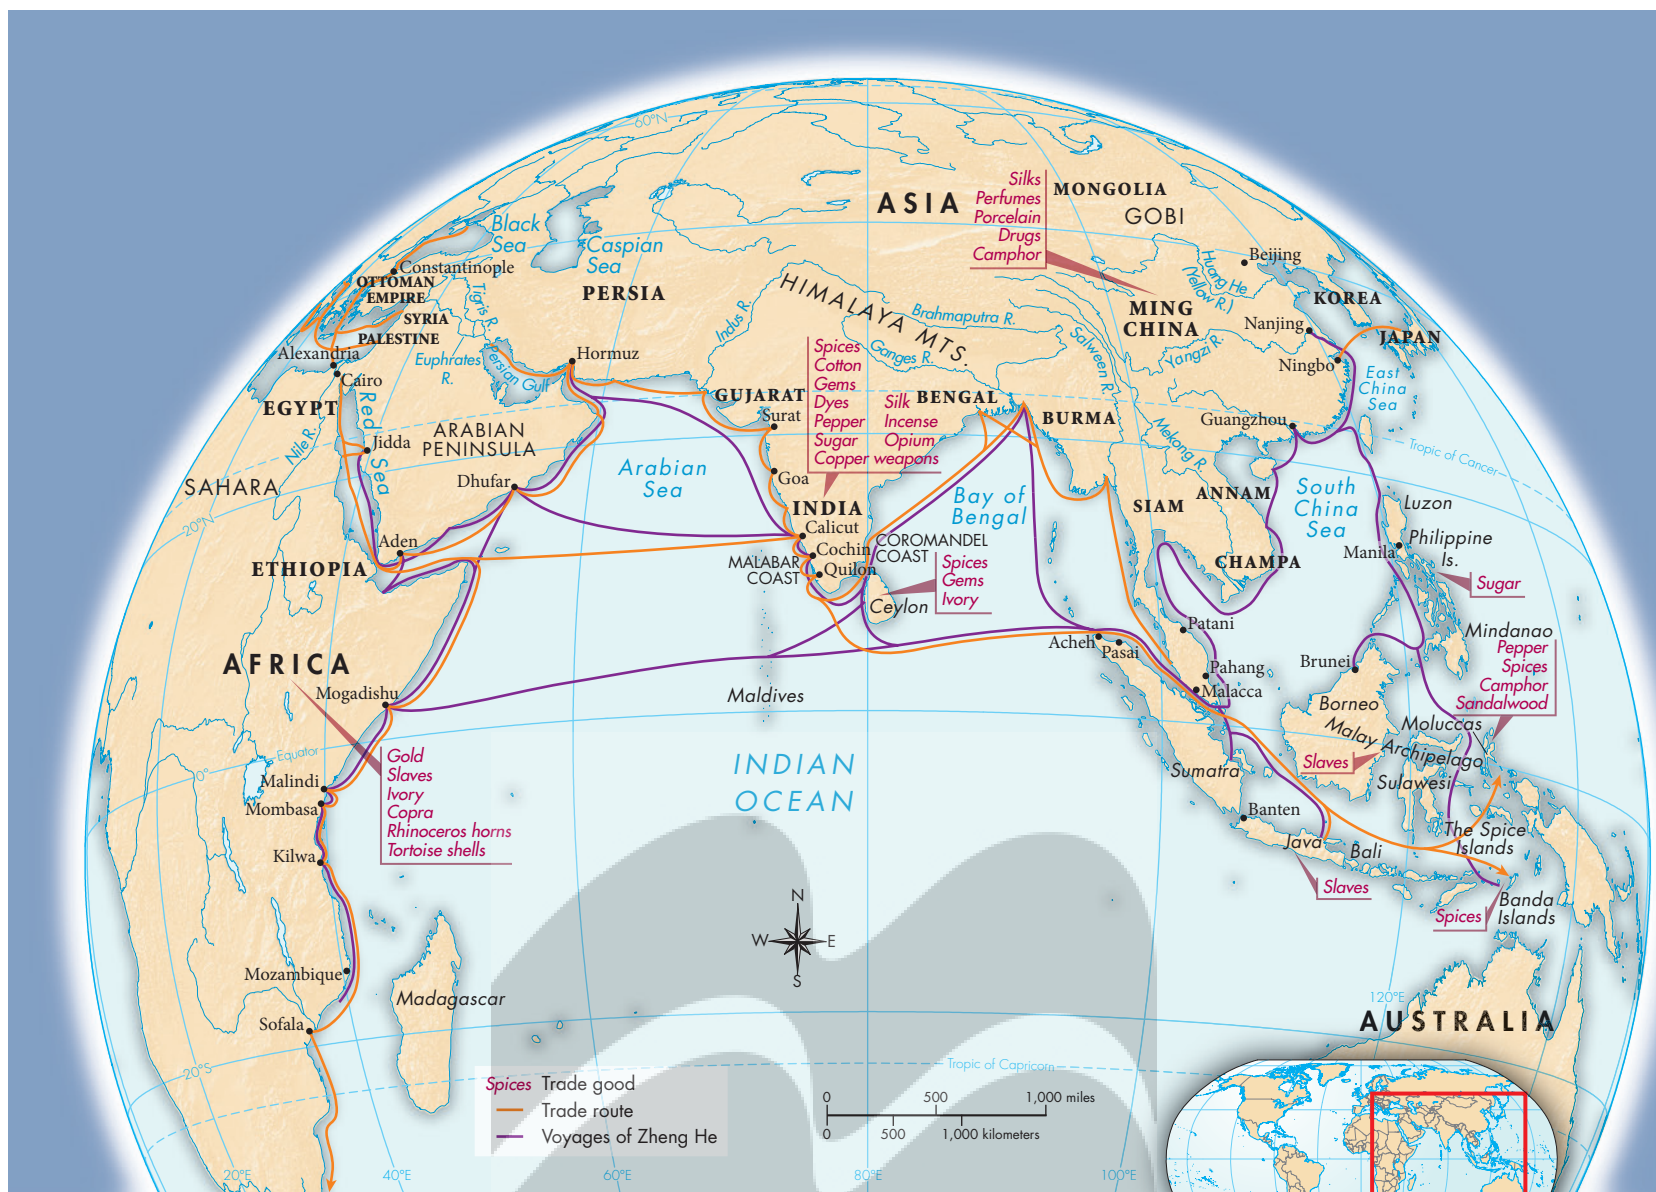 60°N
ASIA
Silks
Perfumes
Porcelain
Drugs
Camphor
MONGOLIA
GOBI
Black
Sea
Caspian
Sea
Constantinople
OTTOMAN
EMPIRE
SYRIA
PALESTINE
Tigris R.
Euphrates
R.
PERSIA
Persian Gulf
Hormuz
HIMALAYA MTS.
Indus R.
Brahmaputra R.
Ganges R.
Salween R.
Huang He
(Yellow R.)
Beijing
KOREA
MING
CHINA
Nanjing
JAPAN
Yangzi R.
Ningbo
East
China
Sea
Alexandria
Cairo
EGYPT
Red Sea
Nile R.
Jidda
ARABIAN
PENINSULA
SAHARA
20°N
Dhufar
Aden
ETHIOPIA
Arabian
Sea
GUJARAT
Surat
Goa
Spices
Cotton
Gems
Dyes
Pepper
Sugar
Copper weapons
Silk
Incense
Opium
BENGAL
BURMA
INDIA
Calicut
Cochin
Quilon
MALABAR
COAST
COROMANDEL
COAST
Bay of
Bengal
Spices
Gems
Ivory
Ceylon
Maldives
Mekong R.
Guangzhou
Tropic of Cancer
SIAM
ANNAM
CHAMPA
South
China
Sea
Luzon
Philippine
Is.
Manila
Sugar
Mindanao
Pepper
Spices
Camphor
Sandalwood
Patani
Pahang
Malacca
Acheh
Pasai
Brunei
Borneo
Malay Archipelago
Moluccas
Slaves
Sulawesi
Sumatra
Banten
Java
Bali
The Spice
Islands
Slaves
Spices
Banda
Islands
AFRICA
Mogadishu
Equator
0°
Malindi
Mombasa
Kilwa
Gold
Slaves
Ivory
Copra
Rhinoceros horns
Tortoise shells
INDIAN
OCEAN
N
W
E
S
Mozambique
Madagascar
Sofala
20°S
120°E
AUSTRALIA
Tropic of Capricorn
Spices Trade good
Trade route
Voyages of Zheng He
0 500 1,000 miles
0 500 1,000 kilometers
20°E
40°E
60°E
80°E
100°E